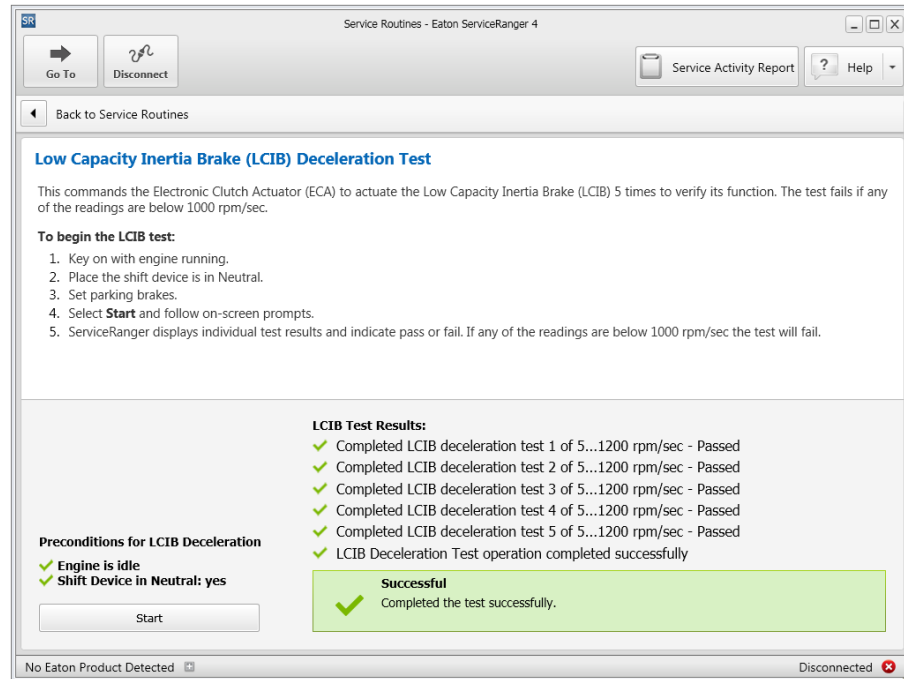 SR
Service Routines - Eaton ServiceRanger 4
Go To
Disconnect
Service Activity Report
? Help
Back to Service Routines
Low Capacity Inertia Brake (LCIB) Deceleration Test
This commands the Electronic Clutch Actuator (ECA) to actuate the Low Capacity Inertia Brake (LCIB) 5 times to verify its function. The test fails if any
of the readings are below 1000 rpm/sec.
To begin the LCIB test:
1. Key on with engine running.
2. Place the shift device is in Neutral.
3. Set parking brakes.
4. Select Start and follow on-screen prompts.
5. ServiceRanger displays individual test results and indicate pass or fail. If any of the readings are below 1000 rpm/sec the test will fail.
LCIB Test Results:
Completed LCIB deceleration test 1 of 5...1200 rpm/sec - Passed
Completed LCIB deceleration test 2 of 5...1200 rpm/sec - Passed
Completed LCIB deceleration test 3 of 5...1200 rpm/sec - Passed
Completed LCIB deceleration test 4 of 5...1200 rpm/sec - Passed
Completed LCIB deceleration test 5 of 5...1200 rpm/sec - Passed
LCIB Deceleration Test operation completed successfully
Preconditions for LCIB Deceleration
Engine is idle
Shift Device in Neutral: yes
Start
Successful
Completed the test successfully.
No Eaton Product Detected
Disconnected